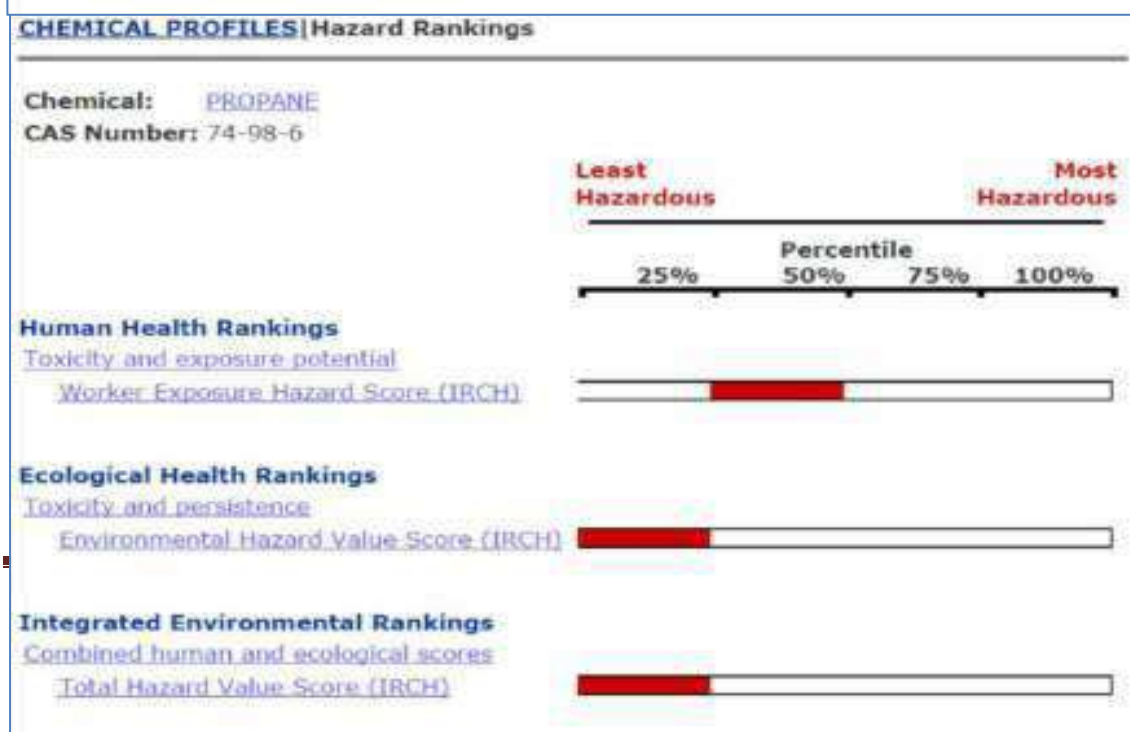 CHEMICAL PROFILES|Hazard Rankings
Chemical: PROPANE
CAS Number: 74-98-6
Least Hazardous
Most Hazardous
Percentile
25% 50% 75% 100%
Human Health Rankings
Toxicity and exposure potential
Worker Exposure Hazard Score (IRCH)
Ecological Health Rankings
Toxicity and persistence
Environmental Hazard Value Score (IRCH)
Integrated Environmental Rankings
Combined human and ecological scores
Total Hazard Value Score (IRCH)